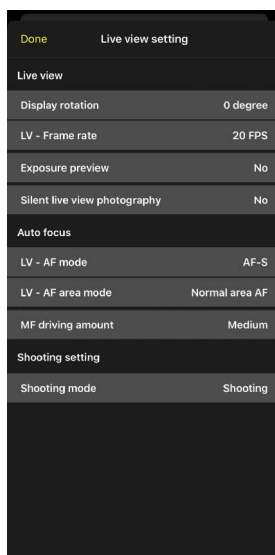 Done Live view setting
Live view
Display rotation 0 degree
LV - Frame rate 20 FPS
Exposure preview No
Silent live view photography No
Auto focus
LV - AF mode AF-S
LV - AF area mode Normal area AF
MF driving amount Medium
Shooting setting
Shooting mode Shooting